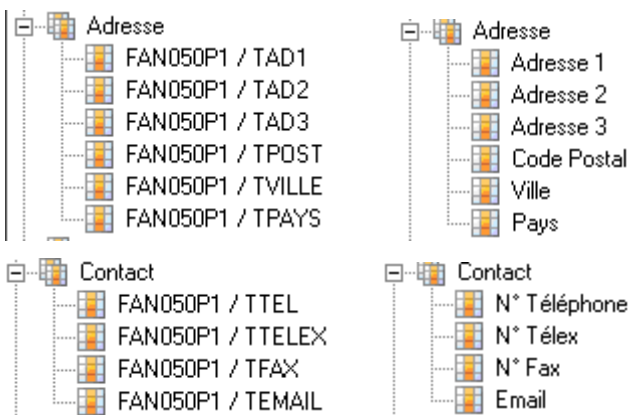 Adresse
FAN050P1 / TAD1
FAN050P1 / TAD2
FAN050P1 / TAD3
FAN050P1 / TPOST
FAN050P1 / TVILLE
FAN050P1 / TPAYS
Adresse
Adresse 1
Adresse 2
Adresse 3
Code Postal
Ville
Pays
Contact
FAN050P1 / TTEL
FAN050P1 / TTELEX
FAN050P1 / TFAX
FAN050P1 / TEMAIL
Contact
N° Téléphone
N° Télex
N° Fax
Email